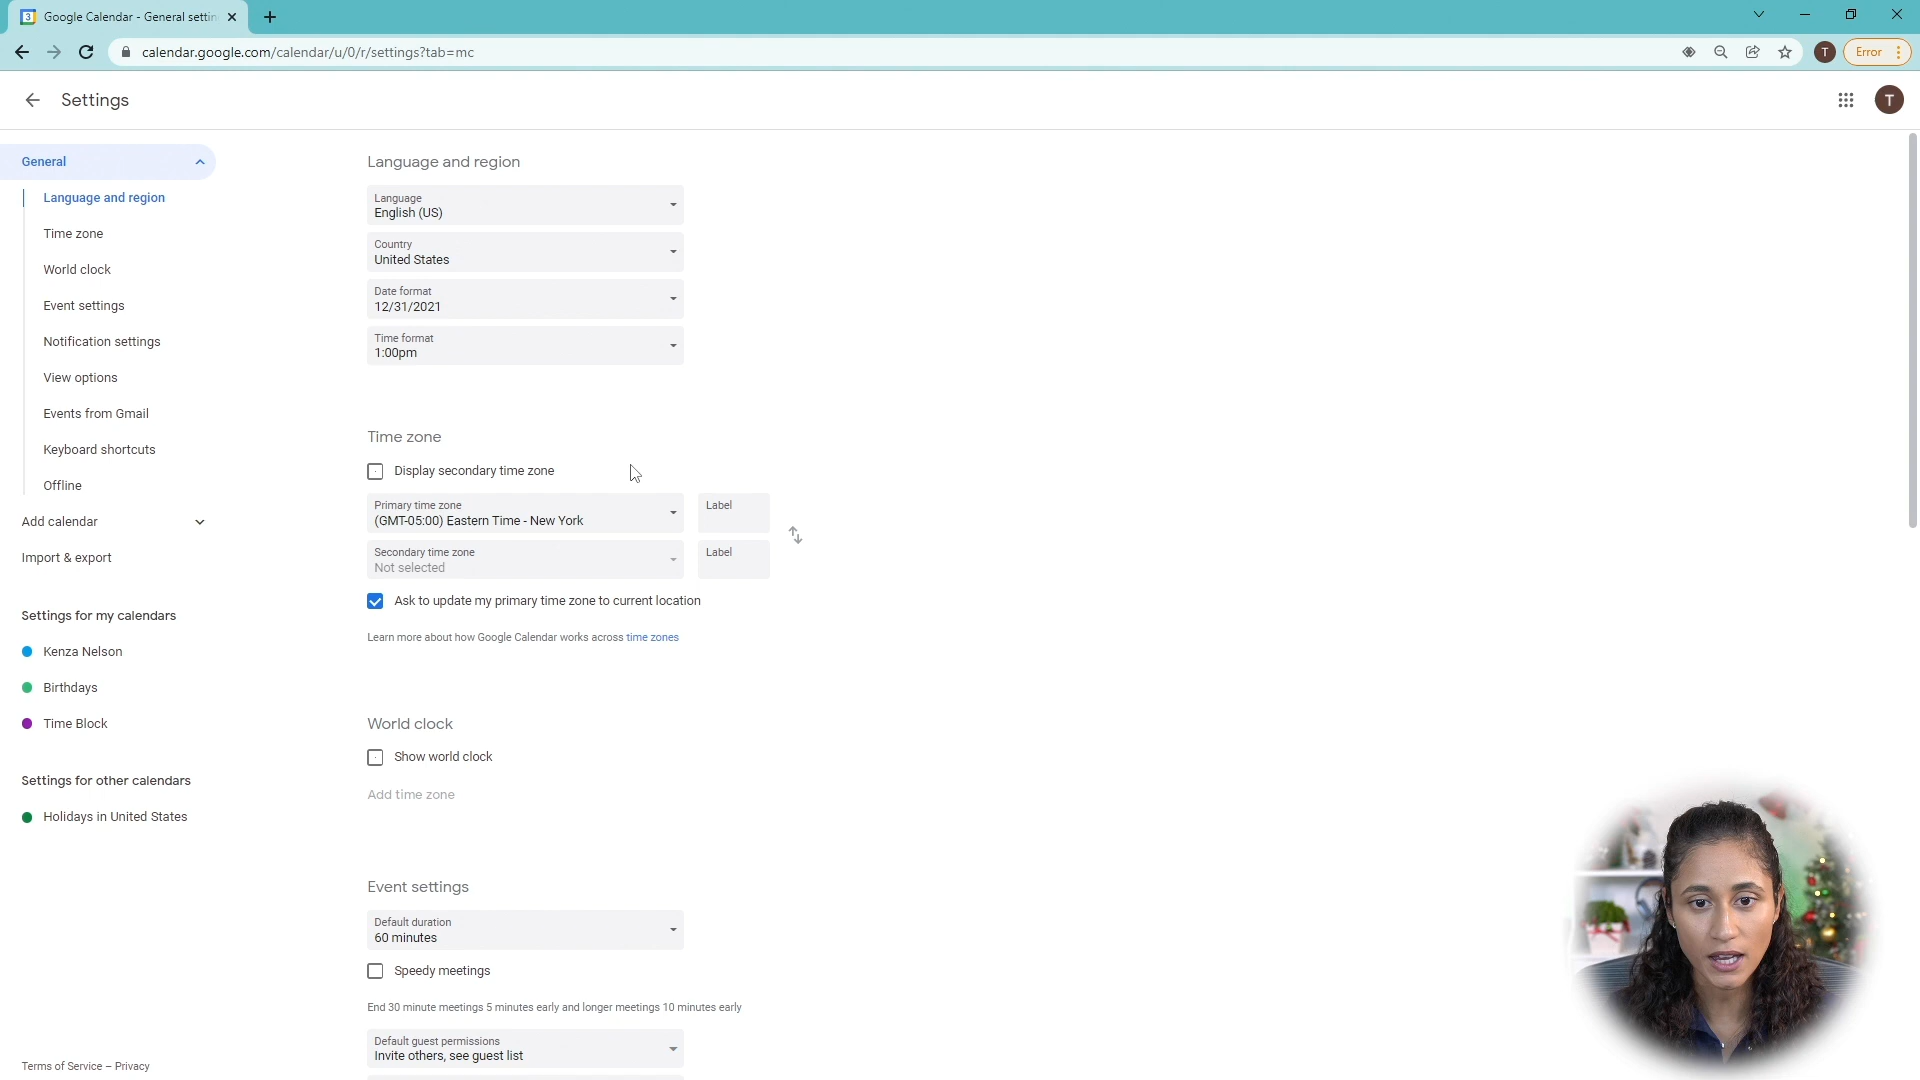 Google Calendar - General settin
calendar.google.com/calendar/u/0/r/settings?tab=mc
T
Error
Settings
T
General
Language and region
Time zone
World clock
Event settings
Notification settings
View options
Events from Gmail
Keyboard shortcuts
Offline
Add calendar
Import & export
Settings for my calendars
Kenza Nelson
Birthdays
Time Block
Settings for other calendars
Holidays in United States
Terms of Service – Privacy
Language and region
Language
English (US)
Country
United States
Date format
12/31/2021
Time format
1:00pm
Time zone
Display secondary time zone
Primary time zone
(GMT-05:00) Eastern Time - New York
Label
Secondary time zone
Not selected
Label
Ask to update my primary time zone to current location
Learn more about how Google Calendar works across time zones
World clock
Show world clock
Add time zone
Event settings
Default duration
60 minutes
Speedy meetings
End 30 minute meetings 5 minutes early and longer meetings 10 minutes early
Default guest permissions
Invite others, see guest list